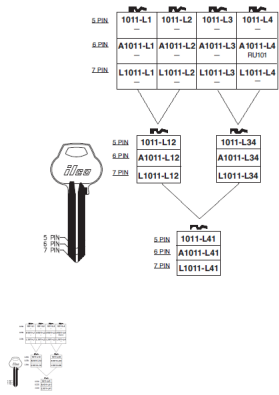 5 PIN 1011-L1 1011-L2 1011-L3 1011-L4
– – – –
6 PIN A1011-L1 A1011-L2 A1011-L3 A1011-L4
– – – RU101
7 PIN L1011-L1 L1011-L2 L1011-L3 L1011-L4
– – – –
5 PIN 1011-L12 1011-L34
6 PIN A1011-L12 A1011-L34
7 PIN L1011-L12 L1011-L34
ilco
5 PIN
6 PIN
7 PIN
5 PIN 1011-L41
6 PIN A1011-L41
7 PIN L1011-L41